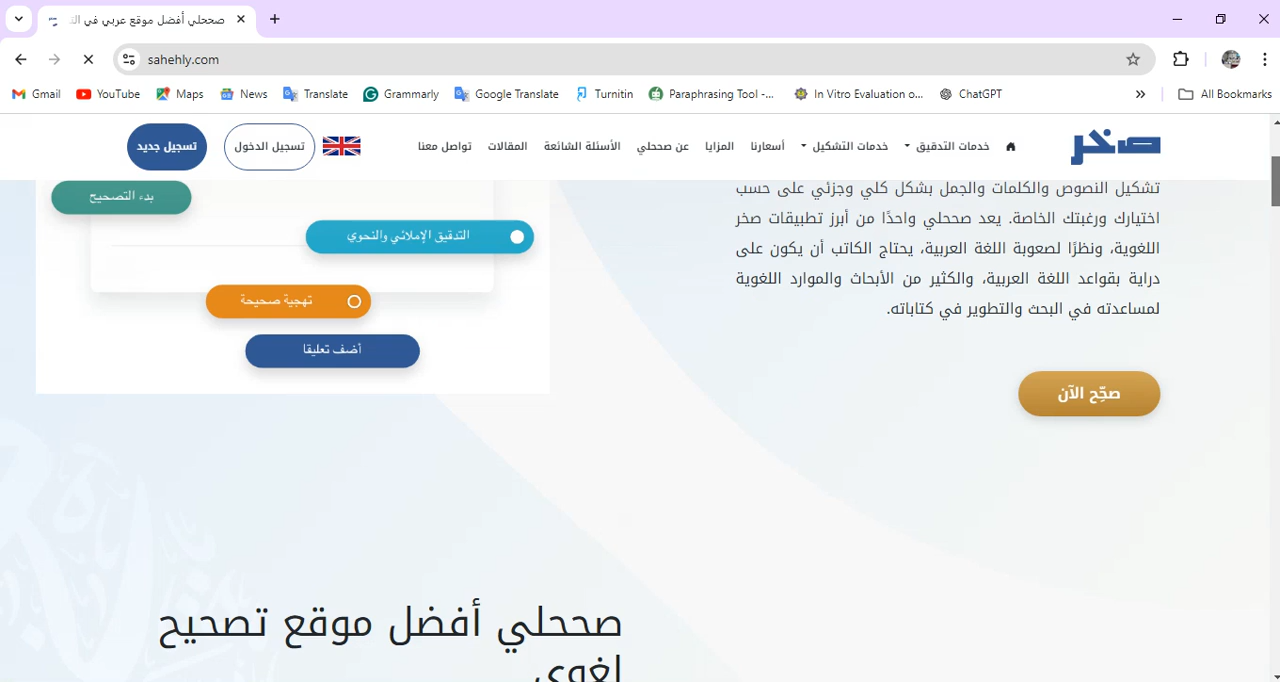 صححلي أفضل موقع عربي في الت
sahehly.com
Gmail
YouTube
Maps
News
Translate
Grammarly
Google Translate
Turnitin
Paraphrasing Tool -...
In Vitro Evaluation o...
ChatGPT
All Bookmarks
صخر
خدمات التدقيق
خدمات التشكيل
أسعارنا
المزايا
عن صححلي
الأسئلة الشائعة
المقالات
تواصل معنا
تسجيل الدخول
تسجيل جديد
تشكيل النصوص والكلمات والجمل بشكل كلي وجزئي على حسب
اختيارك ورغبتك الخاصة. يعد صححلي واحدًا من أبرز تطبيقات صخر
اللغوية، ونظرًا لصعوبة اللغة العربية، يحتاج الكاتب أن يكون على
دراية بقواعد اللغة العربية، والكثير من الأبحاث والموارد اللغوية
لمساعدته في البحث والتطوير في كتاباته.
صحِّح الآن
بدء التصحيح
التدقيق الإملائي والنحوي
تهجية صحيحة
أضف تعليقا
صححلي أفضل موقع تصحيح
لغوي